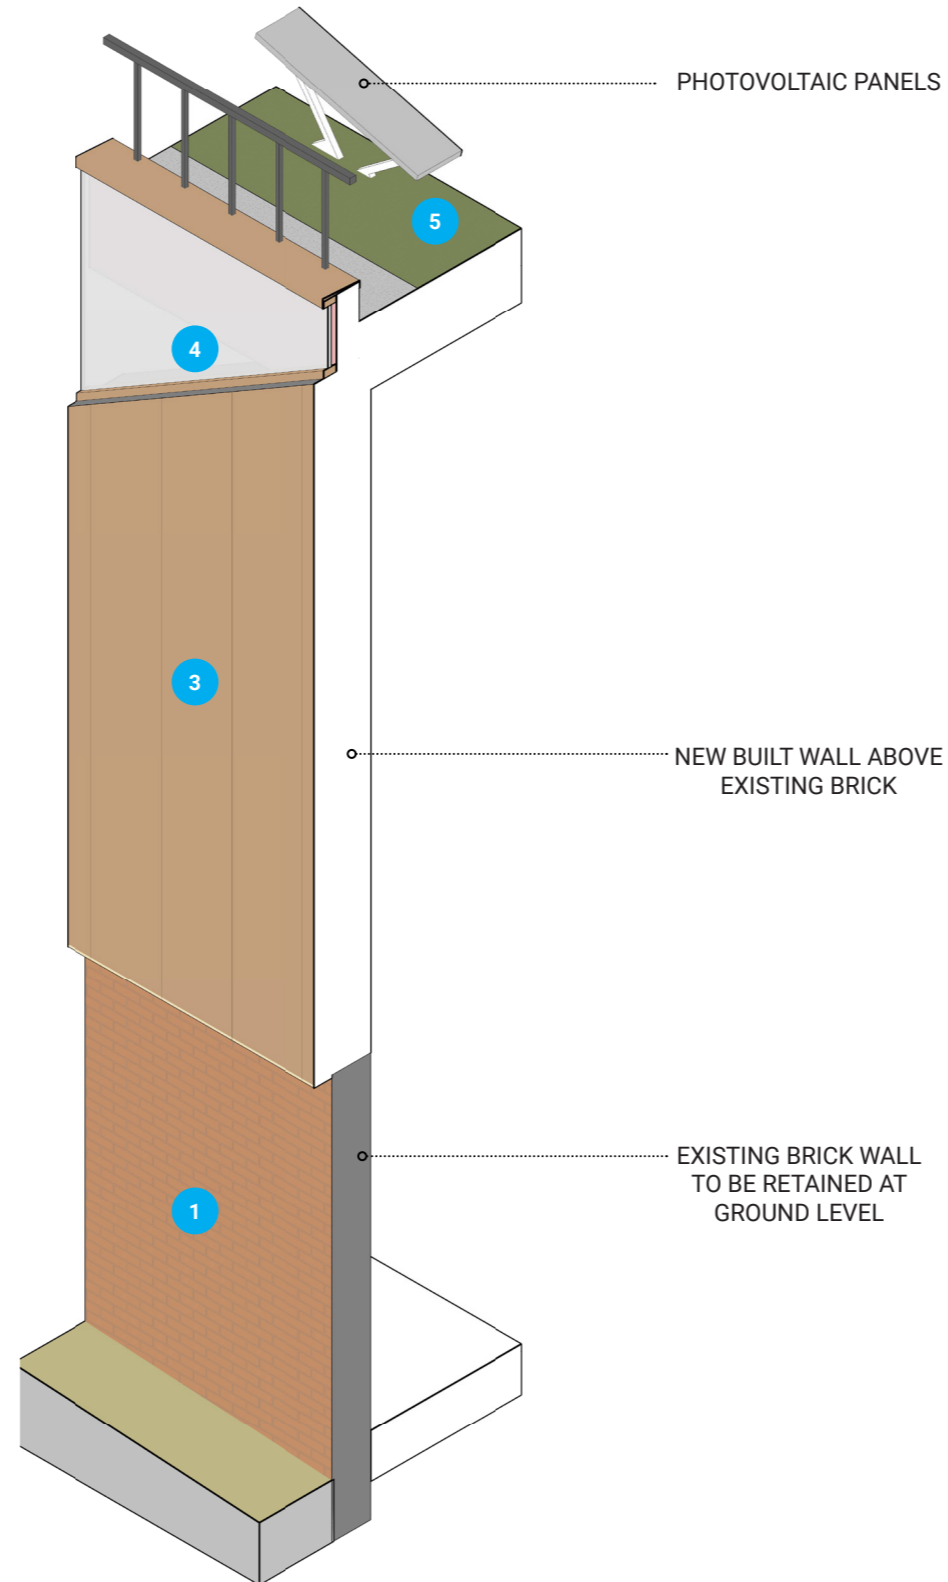 PHOTOVOLTAIC PANELS
5
4
3
NEW BUILT WALL ABOVE
EXISTING BRICK
EXISTING BRICK WALL
TO BE RETAINED AT
GROUND LEVEL
1